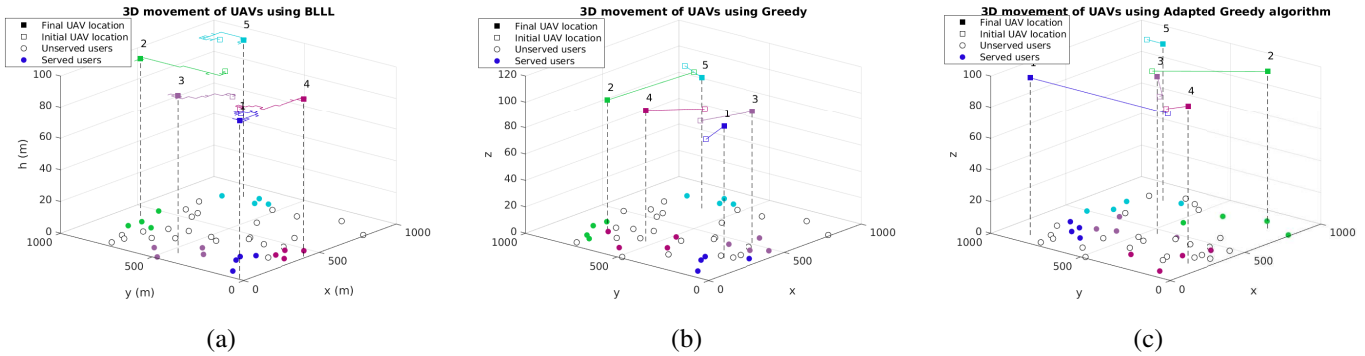 3D movement of UAVs using BLLL
Final UAV location
Initial UAV location
Unserved users
Served users
5
2
3
4
1
100
80
60
40
20
0
h (m)
1000
500
0
y (m)
0
500
1000
x (m)
(a)
3D movement of UAVs using Greedy
Final UAV location
Initial UAV location
Unserved users
Served users
5
2
4
3
1
120
100
80
60
40
20
0
z
1000
500
0
y
0
500
1000
x
(b)
3D movement of UAVs using Adapted Greedy algorithm
Final UAV location
Initial UAV location
Unserved users
Served users
5
1
3
2
4
100
80
60
40
20
0
z
1000
500
0
y
0
500
1000
x
(c)